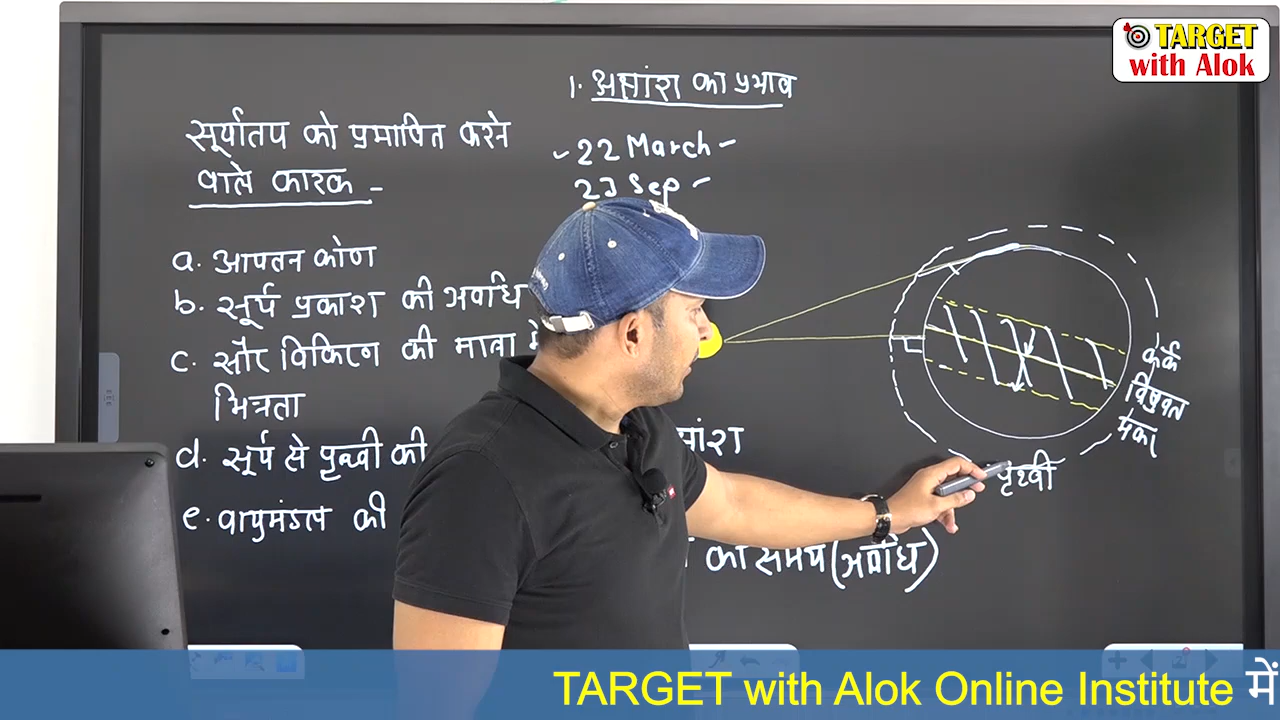 TARGET
with Alok
1. अक्षांश का प्रभाव
सूर्यातप को प्रभावित करने
वाले कारक -
- 22 March -
23 Sep -
a. आपतन कोण
b. सूर्य प्रकाश की अवधि
c. सौर विकिरण की मात्रा में
भिन्नता
d. सूर्य से पृथ्वी की
e. वायुमंडल की
कर्क
विषुवत
मकर
पृथ्वी
का समय (अवधि)
TARGET with Alok Online Institute में